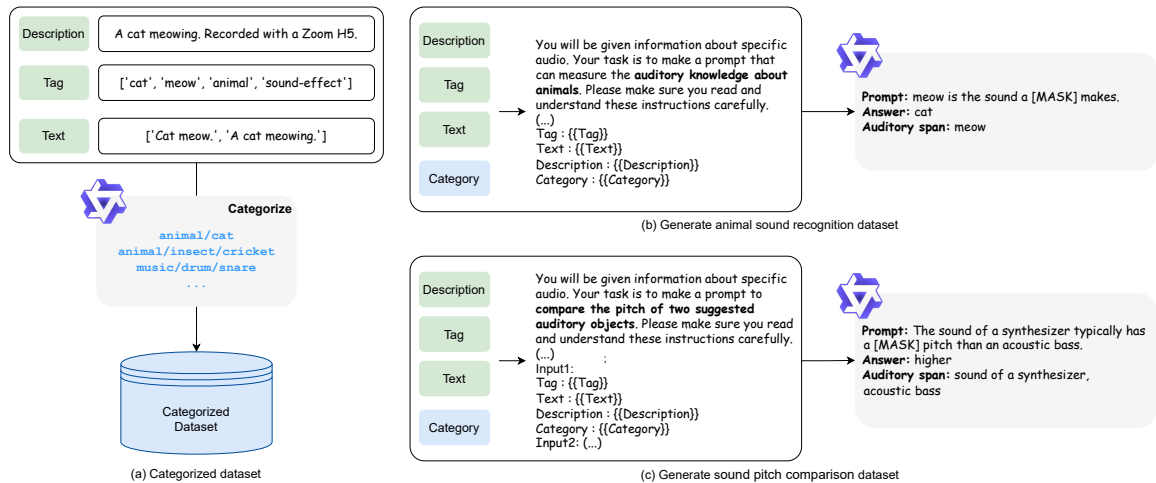 Description
A cat meowing. Recorded with a Zoom H5.
Tag
['cat', 'meow', 'animal', 'sound-effect']
Text
['Cat meow.', 'A cat meowing.']
Categorize
animal/cat
animal/insect/cricket
music/drum/snare
...
Categorized
Dataset
(a) Categorized dataset
Description
Tag
Text
Category
You will be given information about specific
audio. Your task is to make a prompt that
can measure the auditory knowledge about
animals. Please make sure you read and
understand these instructions carefully.
(...)
Tag : {{Tag}}
Text : {{Text}}
Description : {{Description}}
Category : {{Category}}
Prompt: meow is the sound a [MASK] makes.
Answer: cat
Auditory span: meow
(b) Generate animal sound recognition dataset
Description
Tag
Text
Category
You will be given information about specific
audio. Your task is to make a prompt to
compare the pitch of two suggested
auditory objects. Please make sure you read
and understand these instructions carefully.
(...)
;
Input1:
Tag : {{Tag}}
Text : {{Text}}
Description : {{Description}}
Category : {{Category}}
Input2: (...)
Prompt: The sound of a synthesizer typically has
a [MASK] pitch than an acoustic bass.
Answer: higher
Auditory span: sound of a synthesizer,
acoustic bass
(c) Generate sound pitch comparison dataset